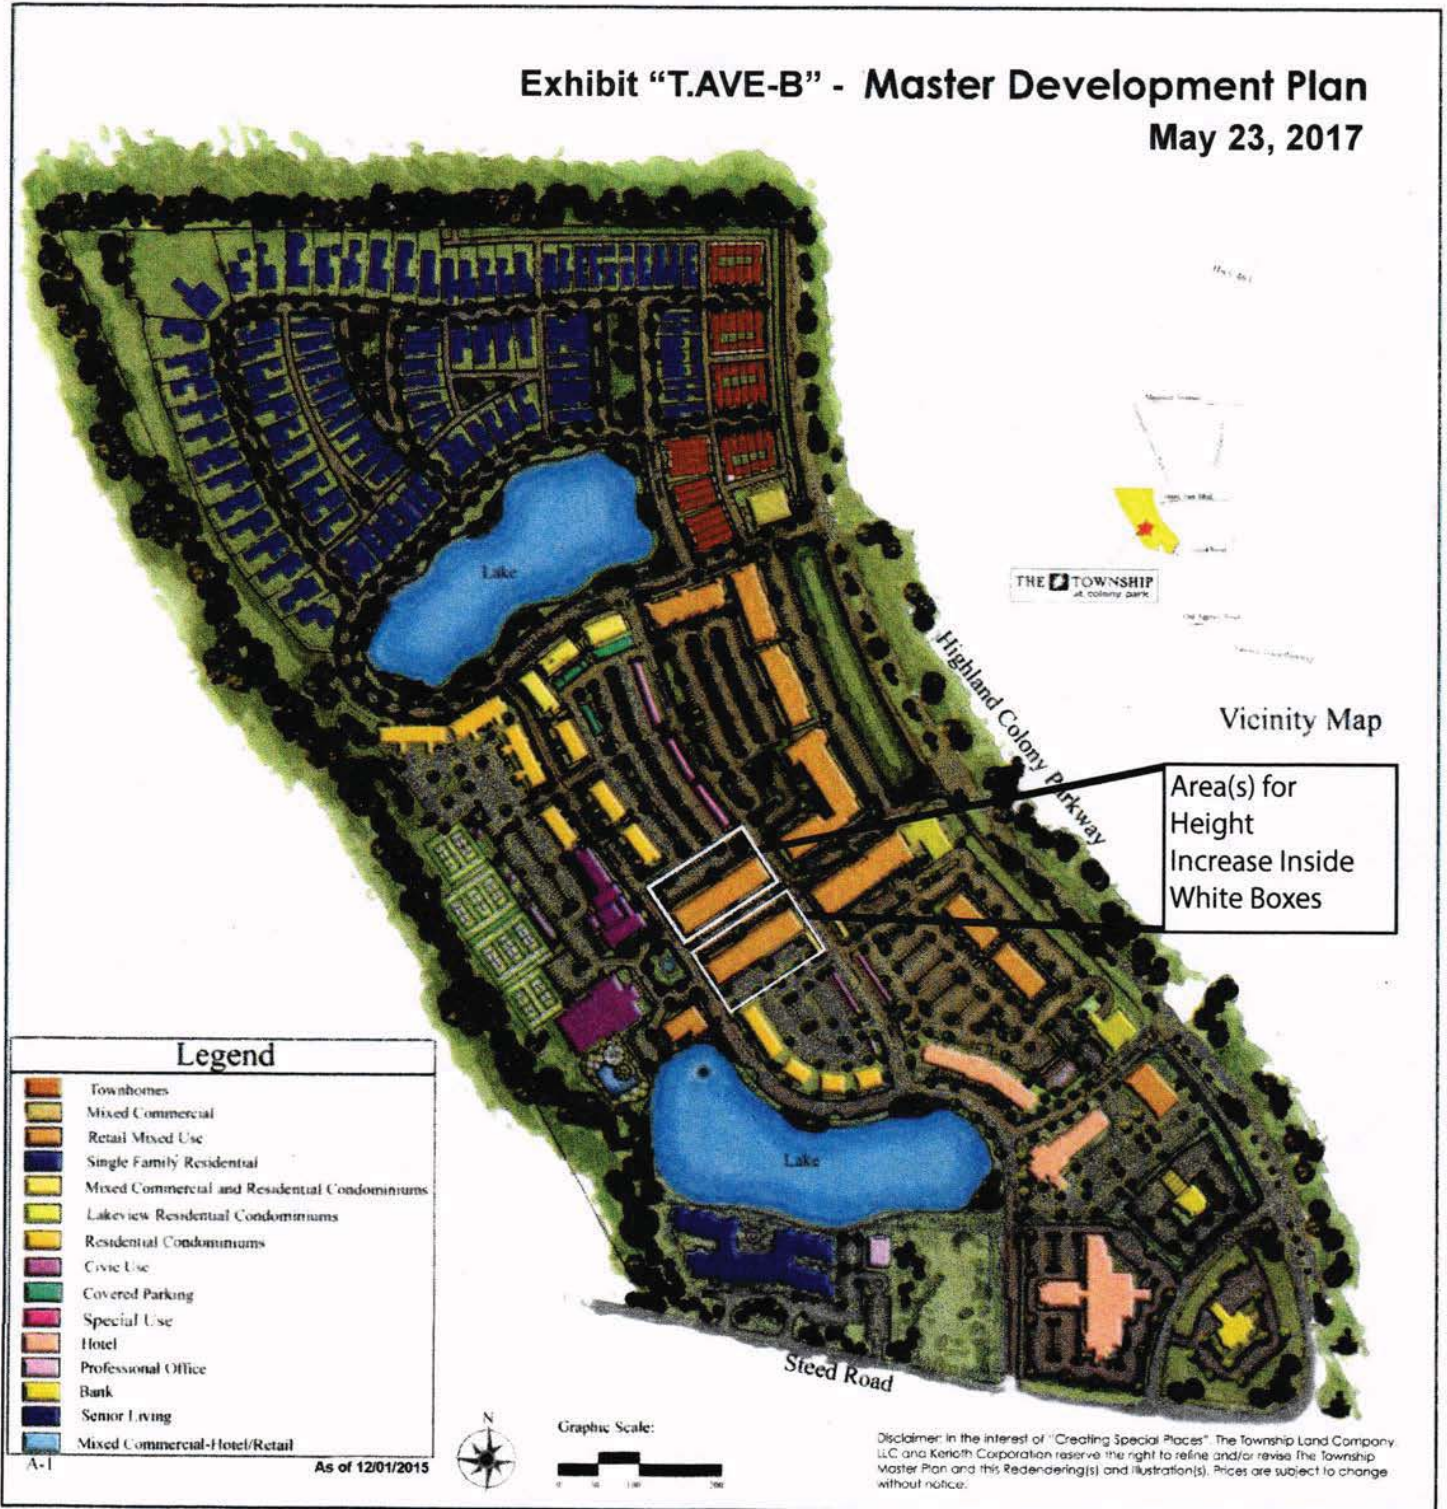 Exhibit “T.AVE-B” - Master Development Plan
May 23, 2017
Lake
THE TOWNSHIP
at colony park
Highland Colony Parkway
Vicinity Map
Area(s) for
Height
Increase Inside
White Boxes
Lake
Steed Road
Legend
Townhomes
Mixed Commercial
Retail Mixed Use
Single Family Residential
Mixed Commercial and Residential Condominiums
Lakeview Residential Condominiums
Residential Condominiums
Civic Use
Covered Parking
Special Use
Hotel
Professional Office
Bank
Senior Living
Mixed Commercial-Hotel/Retail
A-1
As of 12/01/2015
N
Graphic Scale:
0 50 100 200
Disclaimer: In the interest of "Creating Special Places". The Township Land Company,
LLC and Kerioth Corporation reserve the right to refine and/or revise The Township
Master Plan and this Redendering(s) and Illustration(s). Prices are subject to change
without notice.